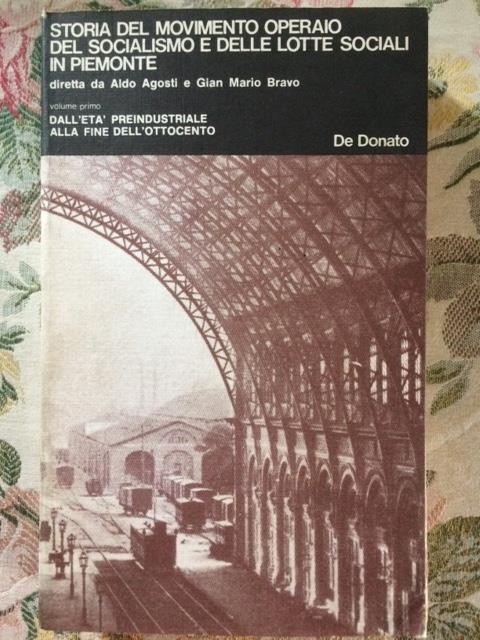 STORIA DEL MOVIMENTO OPERAIO
DEL SOCIALISMO E DELLE LOTTE SOCIALI
IN PIEMONTE
diretta da Aldo Agosti e Gian Mario Bravo
volume primo
DALL'ETA' PREINDUSTRIALE
ALLA FINE DELL'OTTOCENTO
De Donato